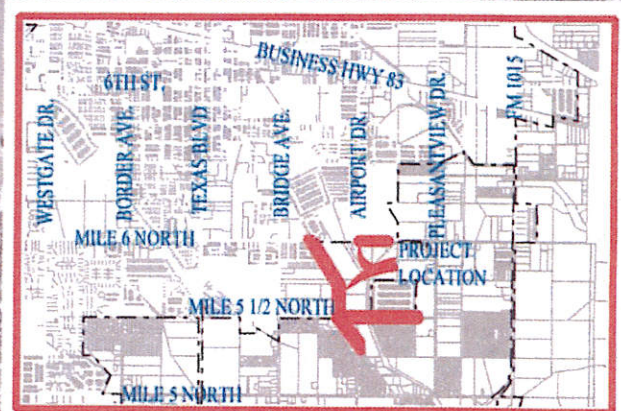 BUSINESS HWY 83
6TH ST.
WESTGATE DR.
BORDER AVE.
TEXAS BLVD
BRIDGE AVE.
AIRPORT DR.
PLEASANTVIEW DR.
FM 1015
MILE 6 NORTH
PROJECT
LOCATION
MILE 5 1/2 NORTH
MILE 5 NORTH